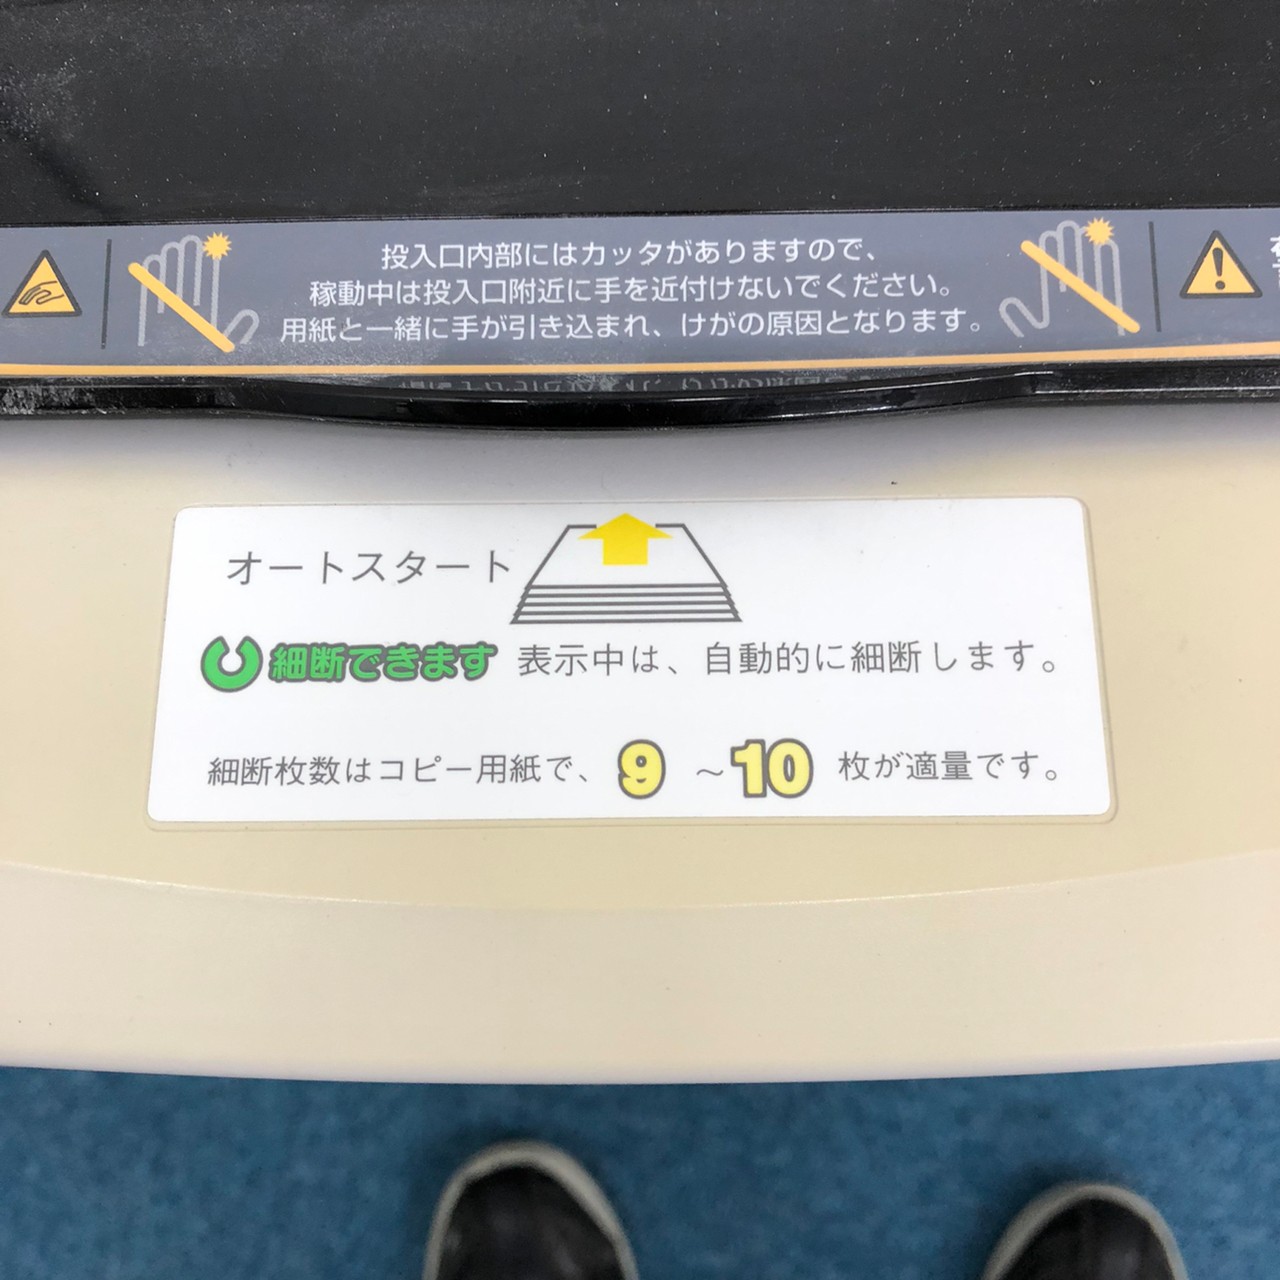 投入口内部にはカッタがありますので、
稼動中は投入口附近に手を近付けないでください。
用紙と一緒に手が引き込まれ、けがの原因となります。
オートスタート
細断できます 表示中は、自動的に細断します。
細断枚数はコピー用紙で、9～10枚が適量です。